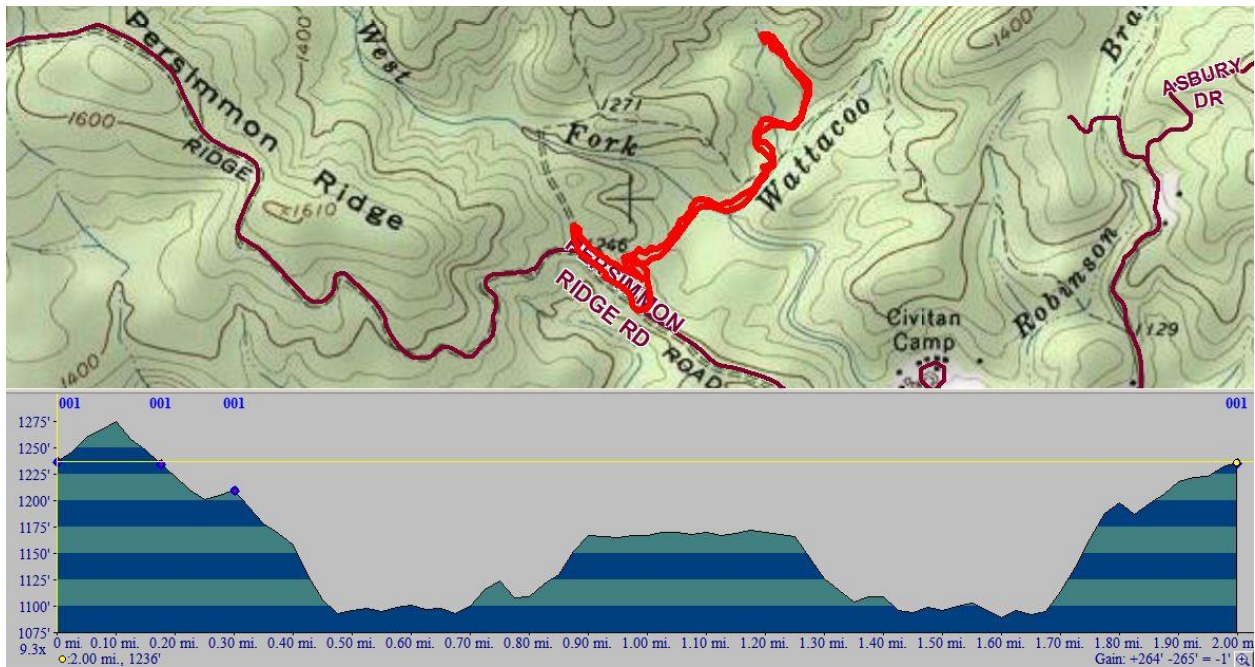 Persimmon
Ridge
RIDGE
1600
x1610
1400
1400
West
Fork
1271
1246
PERSIMMON
RIDGE RD
ROAD
Wattacoo
Robinson
Bra
1400
ASBURY
DR
1129
Civitan
Camp
001 001 001 001
1275'
1250'
1225'
1200'
1175'
1150'
1125'
1100'
1075'
0 mi. 0.10 mi. 0.20 mi. 0.30 mi. 0.40 mi. 0.50 mi. 0.60 mi. 0.70 mi. 0.80 mi. 0.90 mi. 1.00 mi. 1.10 mi. 1.20 mi. 1.30 mi. 1.40 mi. 1.50 mi. 1.60 mi. 1.70 mi. 1.80 mi. 1.90 mi. 2.00 mi.
9.3x
:2.00 mi., 1236'
Gain: +264' -265' = -1'